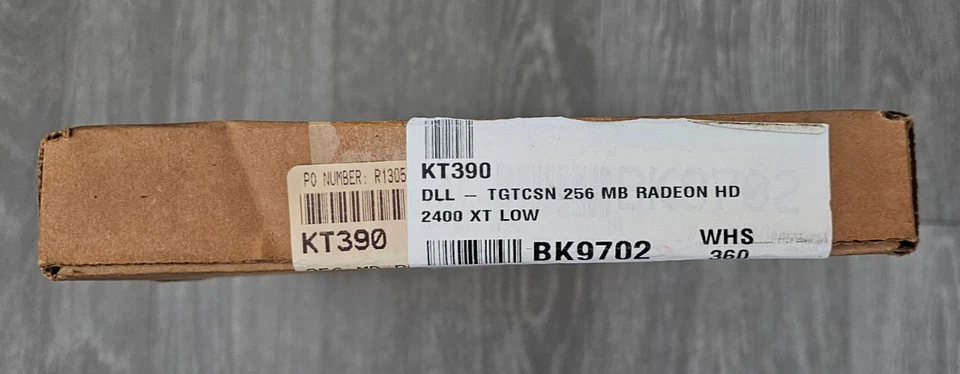 PO NUMBER: R1305
KT390
KT390
DLL – TGTCSN 256 MB RADEON HD
2400 XT LOW
BK9702
WHS
360